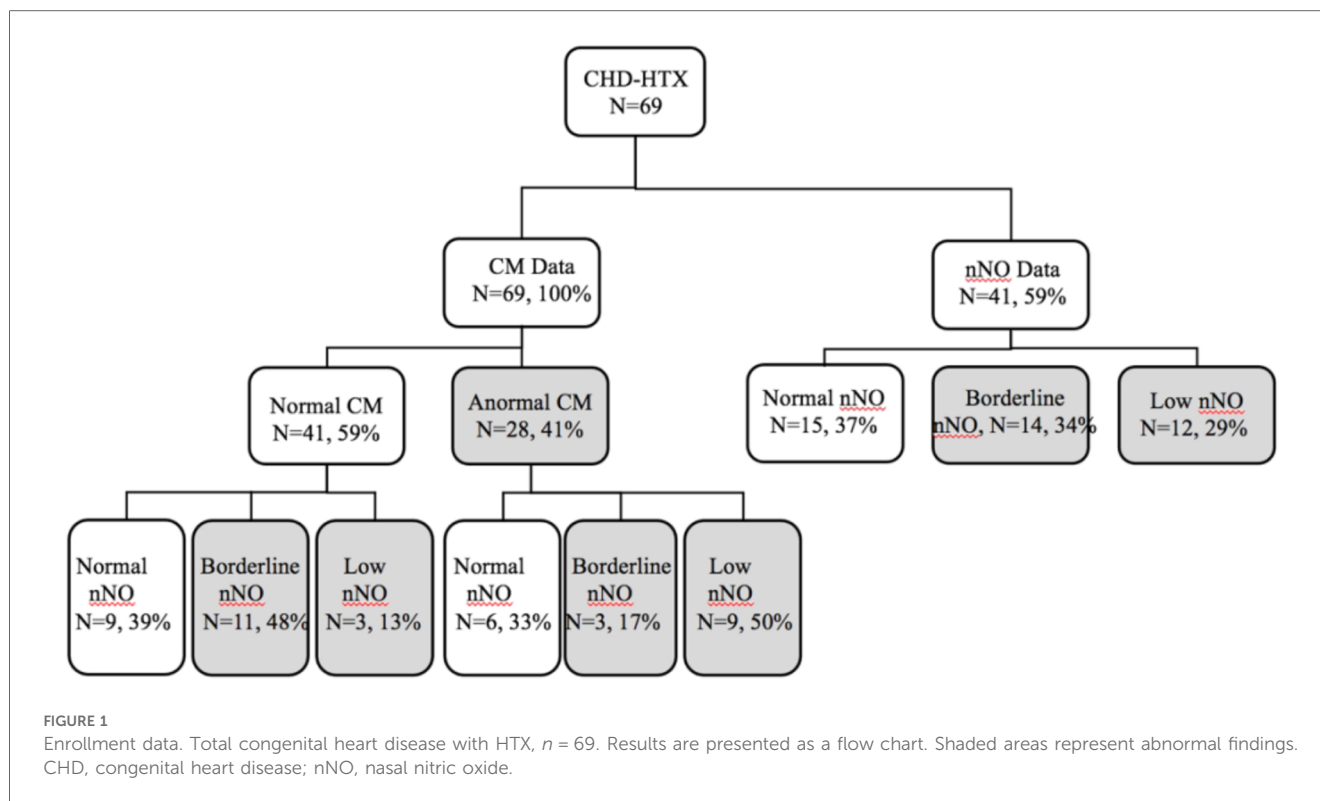 CHD-HTX
N=69
CM Data
N=69, 100%
nNO Data
N=41, 59%
Normal CM
N=41, 59%
Anormal CM
N=28, 41%
Normal nNO
N=15, 37%
Borderline
nNO, N=14, 34%
Low nNO
N=12, 29%
Normal
nNO
N=9, 39%
Borderline
nNO
N=11, 48%
Low
nNO
N=3, 13%
Normal
nNO
N=6, 33%
Borderline
nNO
N=3, 17%
Low
nNO
N=9, 50%
FIGURE 1
Enrollment data. Total congenital heart disease with HTX, n = 69. Results are presented as a flow chart. Shaded areas represent abnormal findings.
CHD, congenital heart disease; nNO, nasal nitric oxide.